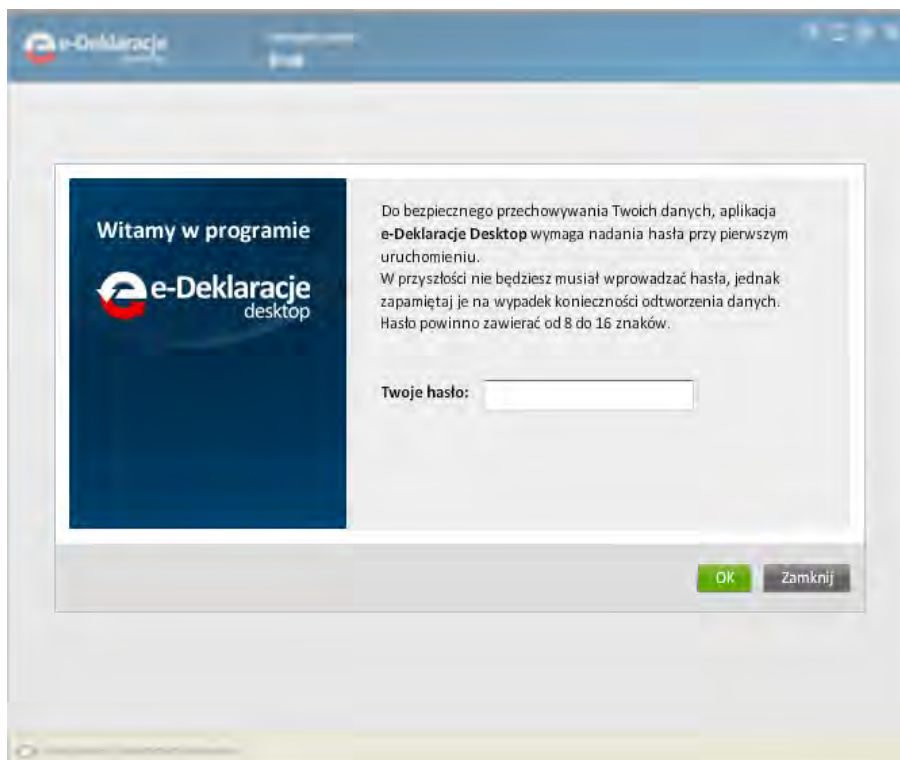 e-Deklaracje
Witamy w programie
e-Deklaracje
desktop
Do bezpiecznego przechowywania Twoich danych, aplikacja
e-Deklaracje Desktop wymaga nadania hasła przy pierwszym
uruchomieniu.
W przyszłości nie będziesz musiał wprowadzać hasła, jednak
zapamiętaj je na wypadek konieczności odtworzenia danych.
Hasło powinno zawierać od 8 do 16 znaków.
Twoje hasło:
OK
Zamknij